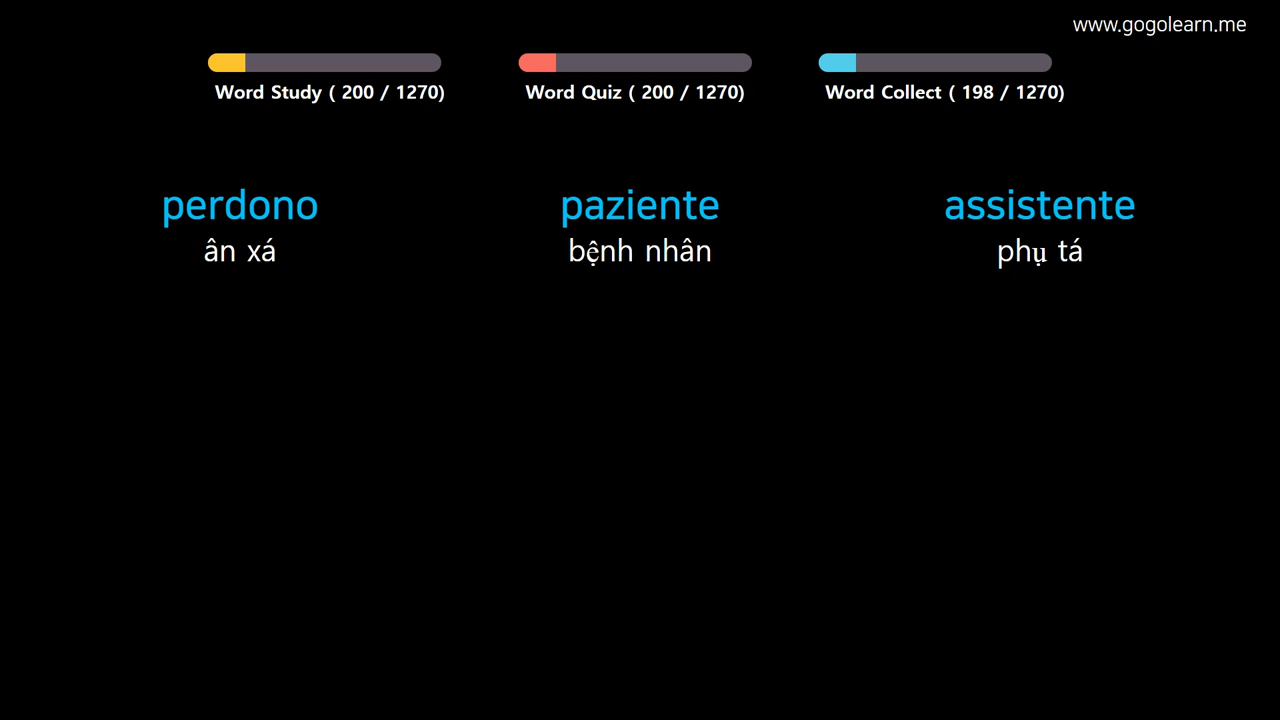 www.gogolearn.me
Word Study ( 200 / 1270)
Word Quiz ( 200 / 1270)
Word Collect ( 198 / 1270)
perdono
ân xá
paziente
bệnh nhân
assistente
phụ tá